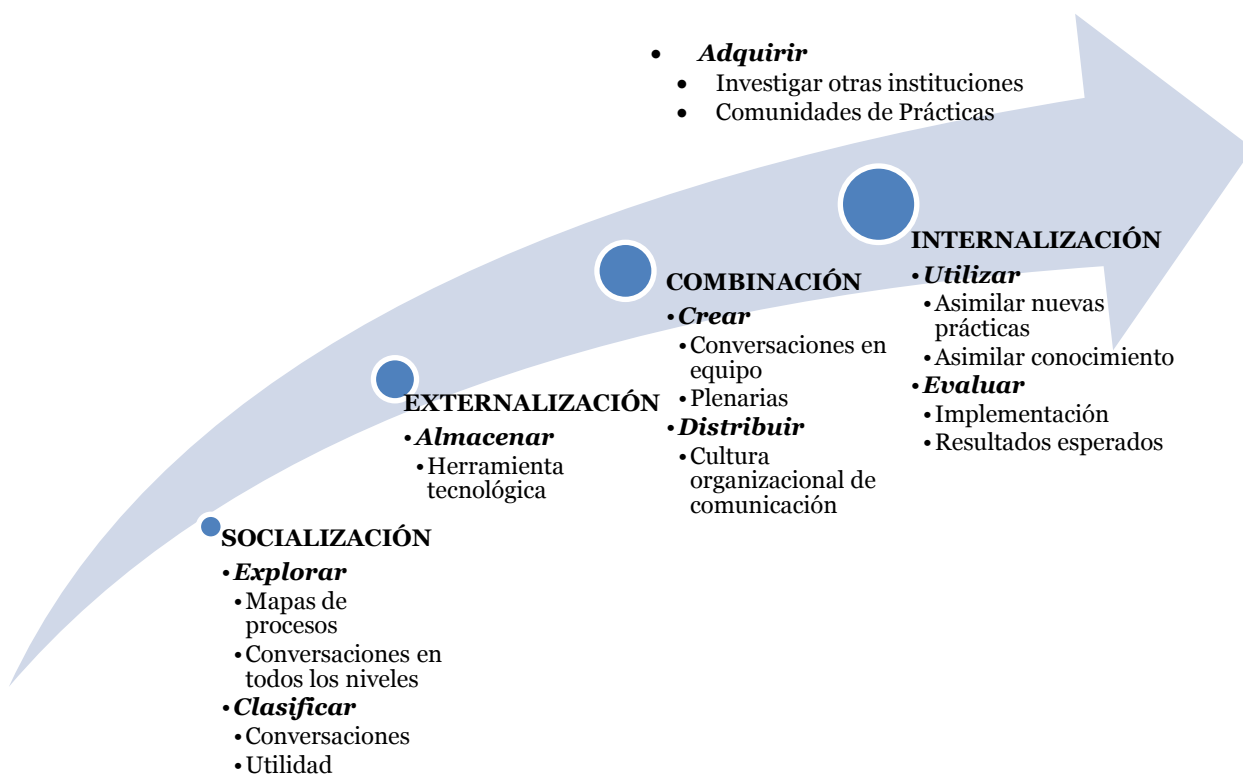 • Adquirir
• Investigar otras instituciones
• Comunidades de Prácticas
INTERNALIZACIÓN
• Utilizar
• Asimilar nuevas
prácticas
• Asimilar conocimiento
• Evaluar
• Implementación
• Resultados esperados
COMBINACIÓN
• Crear
• Conversaciones en
equipo
• Plenarias
• Distribuir
• Cultura
organizacional de
comunicación
EXTERNALIZACIÓN
• Almacenar
• Herramienta
tecnológica
SOCIALIZACIÓN
• Explorar
• Mapas de
procesos
• Conversaciones en
todos los niveles
• Clasificar
• Conversaciones
• Utilidad